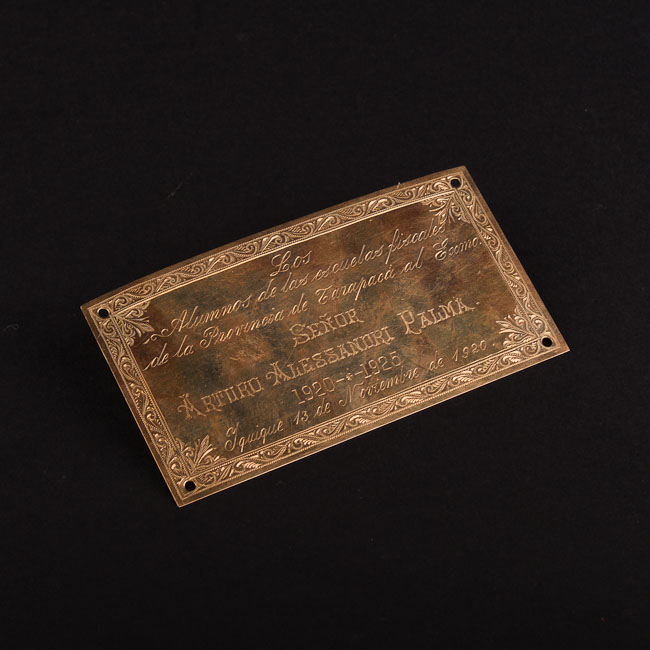 Los
Alumnos de las escuelas fiscales
de la Provincia de Tarapacá al Exmo.
SEÑOR
ARTURO ALESSANDRI PALMA.
1920-1925
Iquique 13 de Noviembre de 1920.